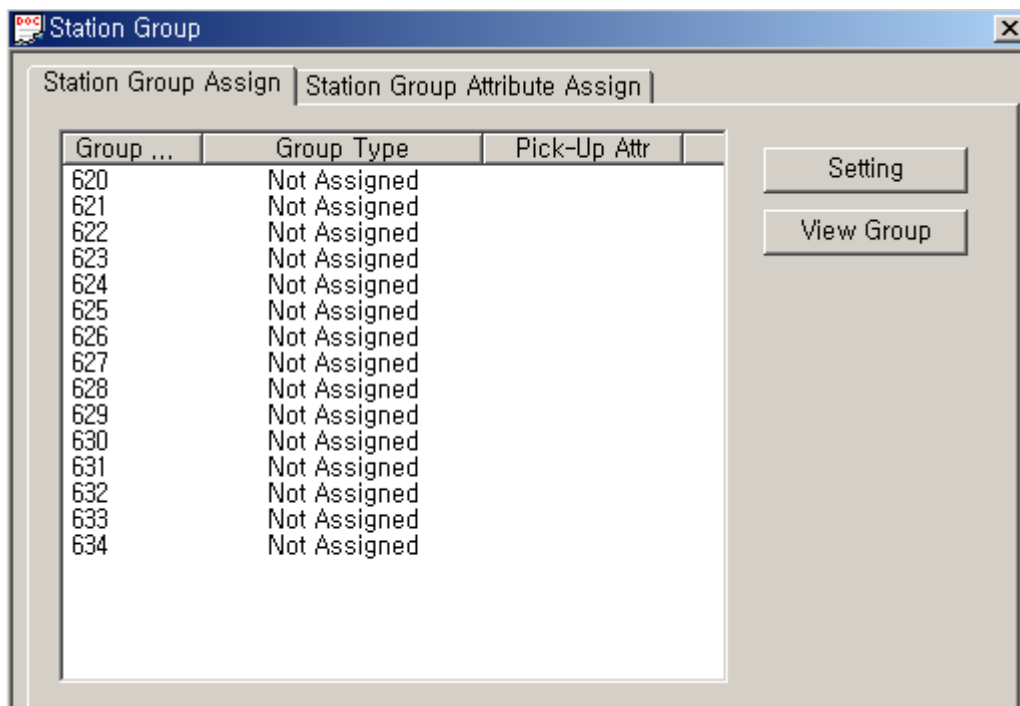 DOC Station Group
Station Group Assign Station Group Attribute Assign
Group ... Group Type Pick-Up Attr
Setting
View Group
620 Not Assigned
621 Not Assigned
622 Not Assigned
623 Not Assigned
624 Not Assigned
625 Not Assigned
626 Not Assigned
627 Not Assigned
628 Not Assigned
629 Not Assigned
630 Not Assigned
631 Not Assigned
632 Not Assigned
633 Not Assigned
634 Not Assigned